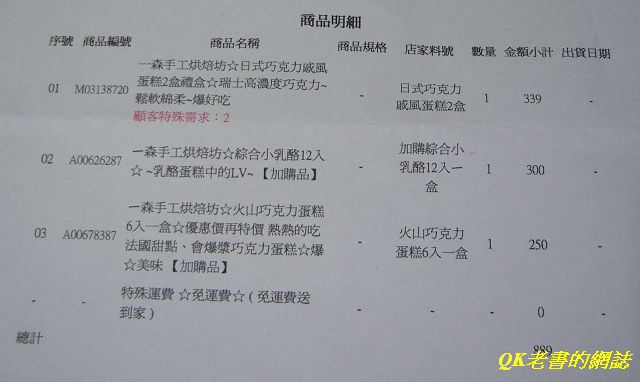 商品明細
序號 商品編號 商品名稱 商品規格 店家料號 數量 金額小計 出貨日期
一森手工烘焙坊☆日式巧克力戚風
01 M03138720 蛋糕2盒禮盒☆瑞士高濃度巧克力~ - 日式巧克力 1 339 -
鬆軟綿柔~爆好吃 戚風蛋糕2盒
顧客特殊需求：2
02 A00626287 一森手工烘焙坊☆綜合小乳酪12入 - 加購綜合小 1 300 -
☆ ~乳酪蛋糕中的LV~【加購品】 乳酪12入一
盒
一森手工烘焙坊☆火山巧克力蛋糕
03 A00678387 6入一盒☆優惠價再特價 熱熱的吃 - 火山巧克力 1 250 -
法國甜點、會爆漿巧克力蛋糕☆爆 蛋糕6入一盒
☆美味 【加購品】
- - 特殊運費 ☆免運費☆ ( 免運費送 - - - 0 -
到家 )
總計 889
QK老書的網誌